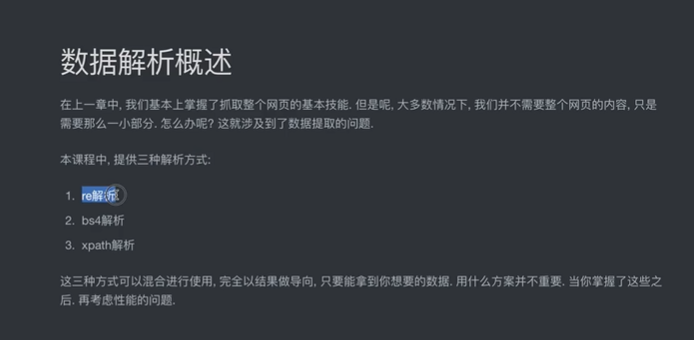 数据解析概述
在上一章中, 我们基本上掌握了抓取整个网页的基本技能. 但是呢, 大多数情况下, 我们并不需要整个网页的内容, 只是
需要那么一小部分. 怎么办呢? 这就涉及到了数据提取的问题.
本课程中, 提供三种解析方式:
1. re解析
2. bs4解析
3. xpath解析
这三种方式可以混合进行使用, 完全以结果做导向, 只要能拿到你想要的数据. 用什么方案并不重要. 当你掌握了这些之
后. 再考虑性能的问题.